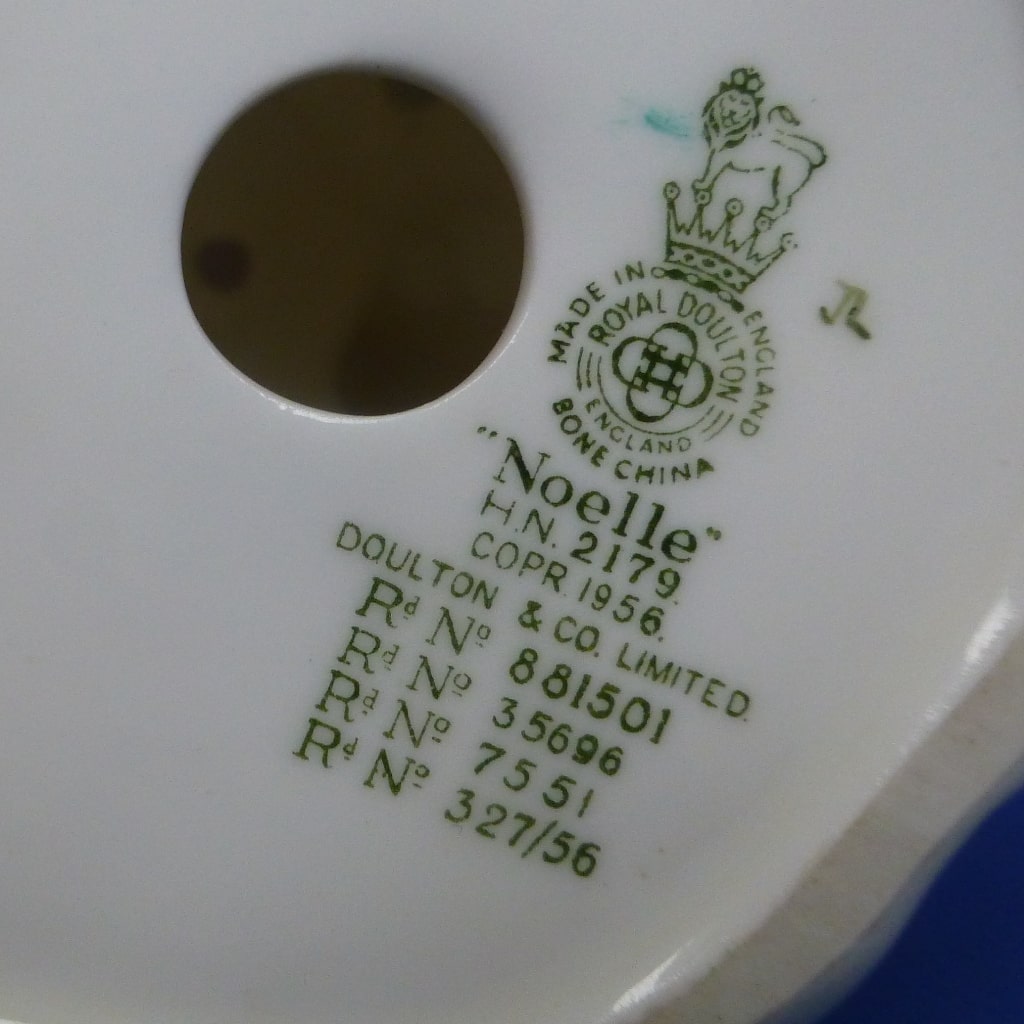 MADE IN ENGLAND
ROYAL DOULTON
ENGLAND
BONE CHINA
JL
"Noelle"
H.N. 2179.
COPR. 1956.
DOULTON & CO. LIMITED.
Rd No 881501
Rd No 35696
Rd No 7551
Rd No 327/56